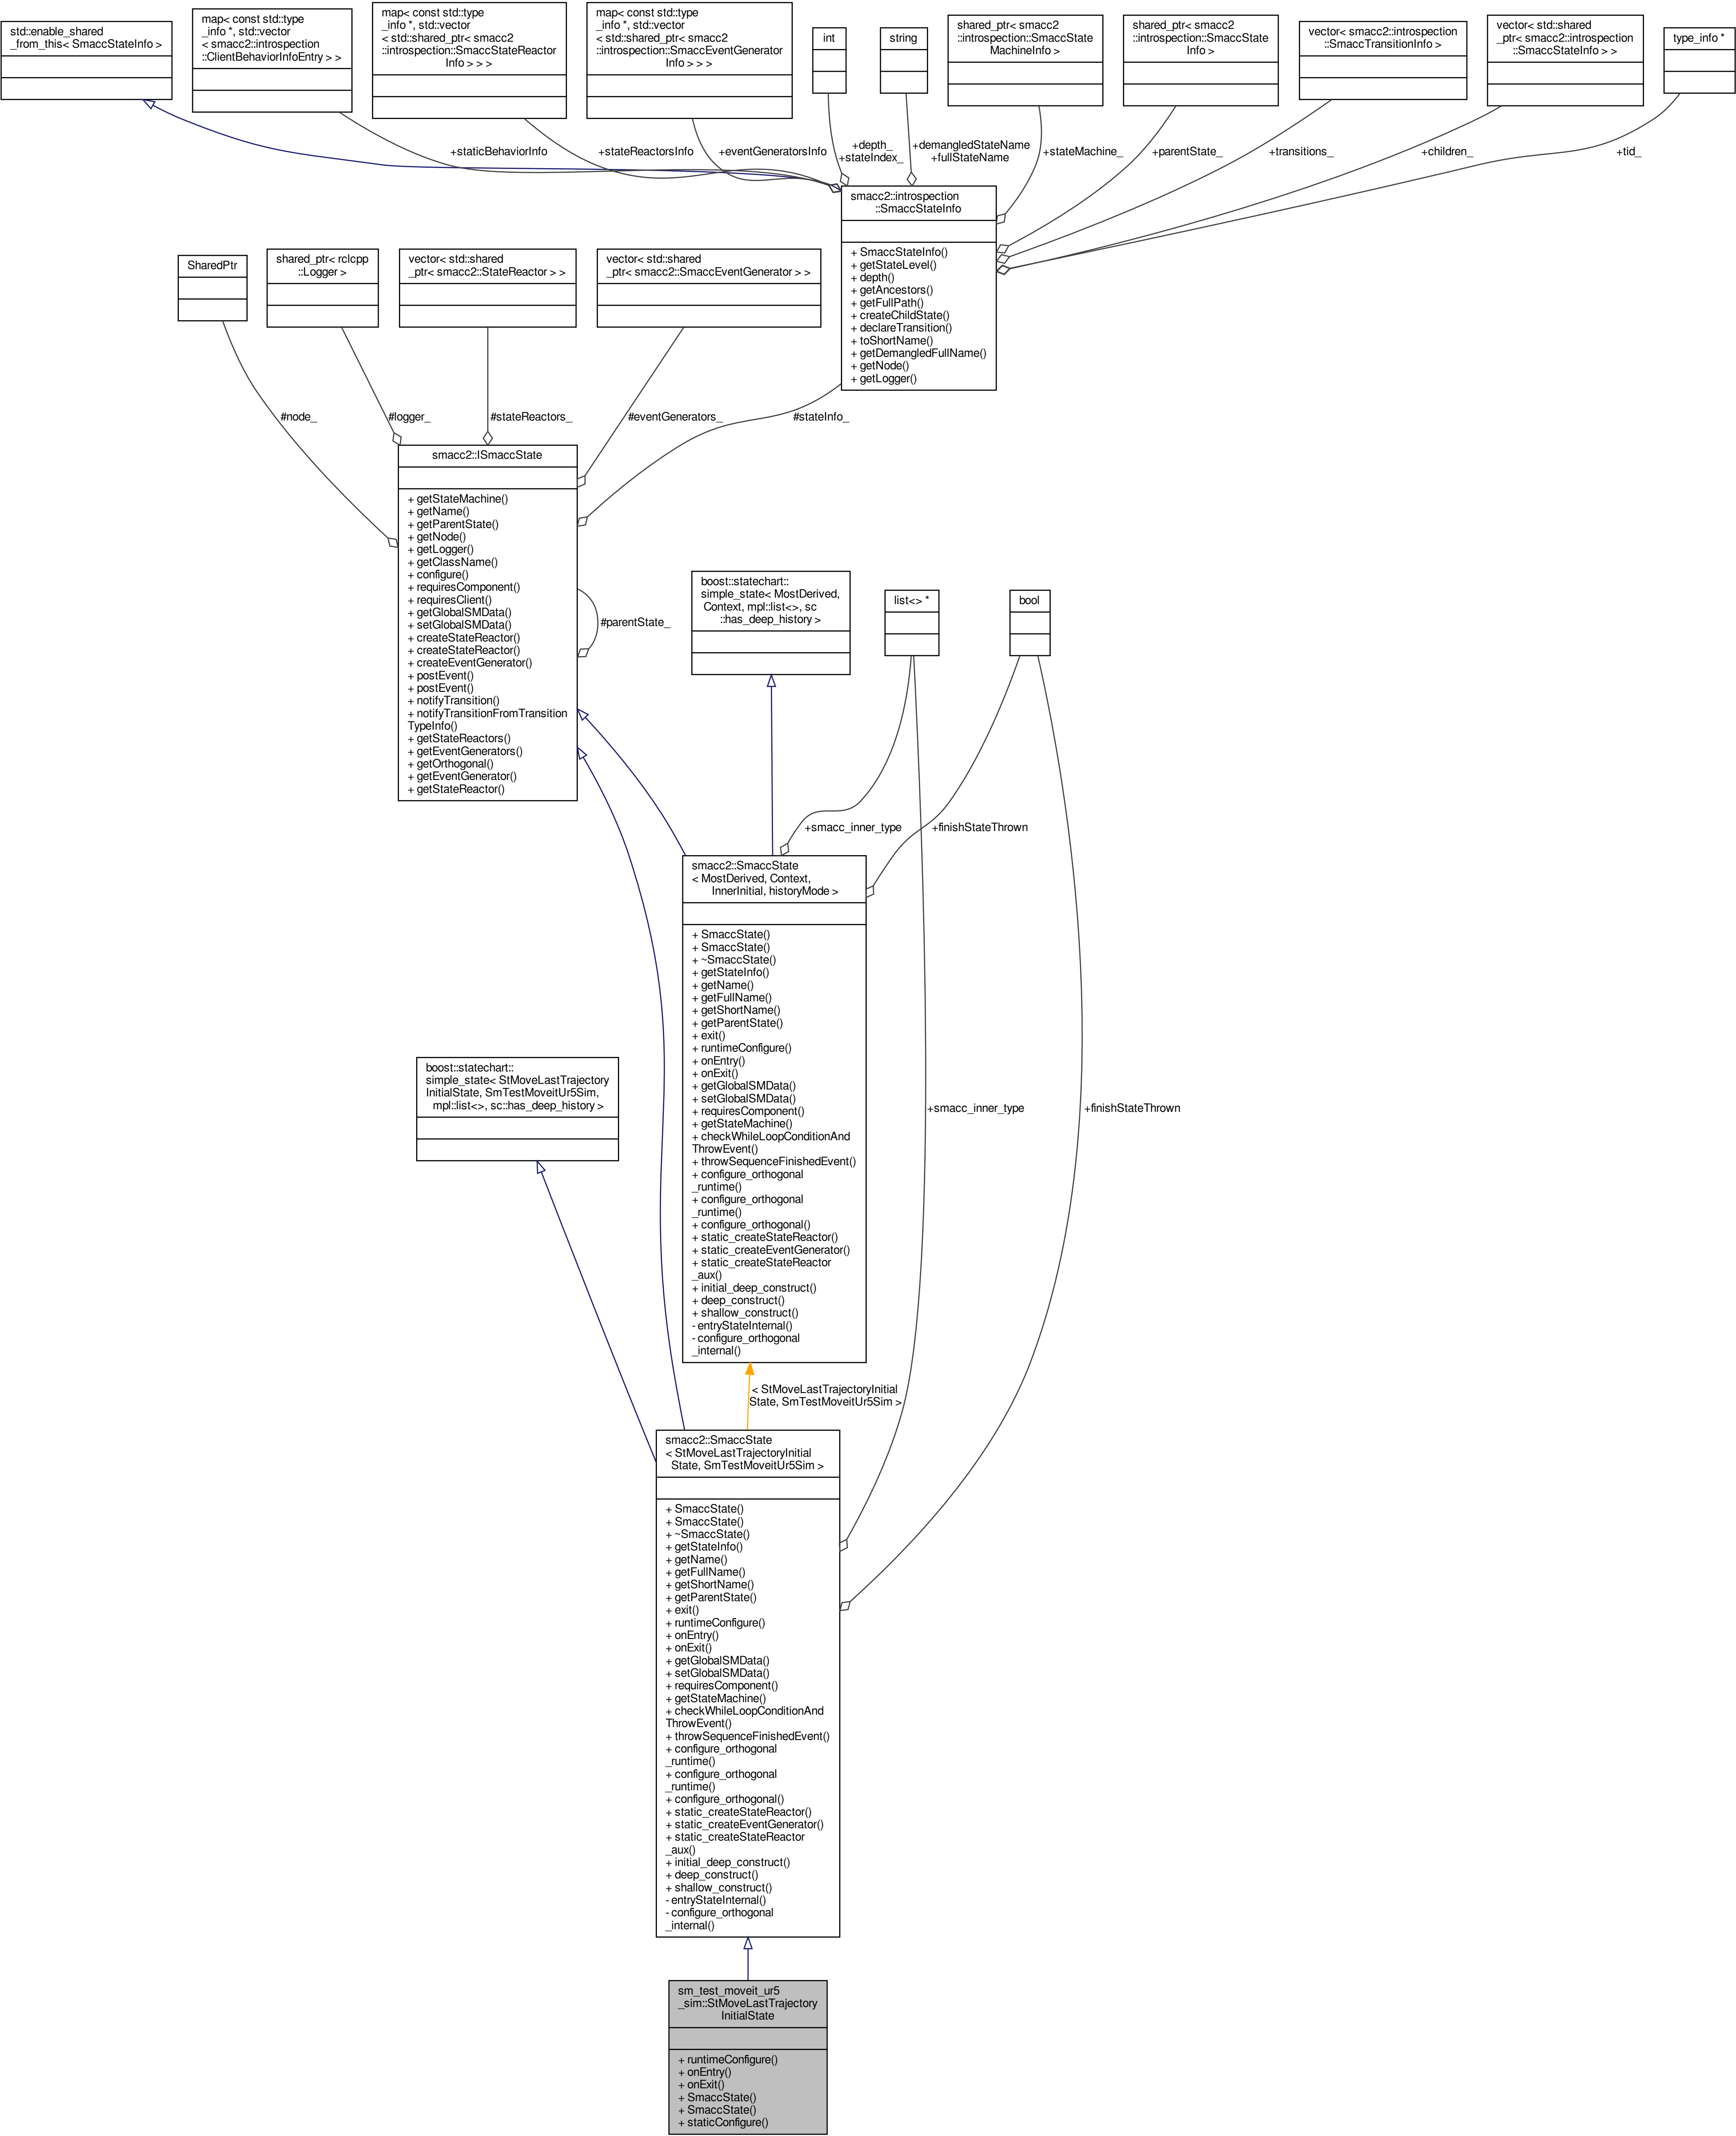 std::enable_shared
_from_this< SmaccStateInfo >
map< const std::type
_info *, std::vector
< smacc2::introspection
::ClientBehaviorInfoEntry > >
map< const std::type
_info *, std::vector
< std::shared_ptr< smacc2
::introspection::SmaccStateReactor
Info > > >
map< const std::type
_info *, std::vector
< std::shared_ptr< smacc2
::introspection::SmaccEventGenerator
Info > > >
int
string
shared_ptr< smacc2
::introspection::SmaccState
MachineInfo >
shared_ptr< smacc2
::introspection::SmaccState
Info >
vector< smacc2::introspection
::SmaccTransitionInfo >
vector< std::shared
_ptr< smacc2::introspection
::SmaccStateInfo > >
type_info *
+staticBehaviorInfo
+stateReactorsInfo
+eventGeneratorsInfo
+depth_
+stateIndex_
+demangledStateName
+fullStateName
+stateMachine_
+parentState_
+transitions_
+children_
+tid_
smacc2::introspection
::SmaccStateInfo
+ SmaccStateInfo()
+ getStateLevel()
+ depth()
+ getAncestors()
+ getFullPath()
+ createChildState()
+ declareTransition()
+ toShortName()
+ getDemangledFullName()
+ getNode()
+ getLogger()
SharedPtr
shared_ptr< rclcpp
::Logger >
vector< std::shared
_ptr< smacc2::StateReactor > >
vector< std::shared
_ptr< smacc2::SmaccEventGenerator > >
#node_
#logger_
#stateReactors_
#eventGenerators_
#stateInfo_
smacc2::ISmaccState
+ getStateMachine()
+ getName()
+ getParentState()
+ getNode()
+ getLogger()
+ getClassName()
+ configure()
+ requiresComponent()
+ requiresClient()
+ getGlobalSMData()
+ setGlobalSMData()
+ createStateReactor()
+ createStateReactor()
+ createEventGenerator()
+ postEvent()
+ postEvent()
+ notifyTransition()
+ notifyTransitionFromTransition
TypeInfo()
+ getStateReactors()
+ getEventGenerators()
+ getOrthogonal()
+ getEventGenerator()
+ getStateReactor()
#parentState_
boost::statechart::
simple_state< MostDerived,
Context, mpl::list<>, sc
::has_deep_history >
list<> *
bool
+smacc_inner_type
+finishStateThrown
smacc2::SmaccState
< MostDerived, Context,
InnerInitial, historyMode >
+ SmaccState()
+ SmaccState()
+ ~SmaccState()
+ getStateInfo()
+ getName()
+ getFullName()
+ getShortName()
+ getParentState()
+ exit()
+ runtimeConfigure()
+ onEntry()
+ onExit()
+ getGlobalSMData()
+ setGlobalSMData()
+ requiresComponent()
+ getStateMachine()
+ checkWhileLoopConditionAnd
ThrowEvent()
+ throwSequenceFinishedEvent()
+ configure_orthogonal
_runtime()
+ configure_orthogonal
_runtime()
+ configure_orthogonal()
+ static_createStateReactor()
+ static_createEventGenerator()
+ static_createStateReactor
_aux()
+ initial_deep_construct()
+ deep_construct()
+ shallow_construct()
- entryStateInternal()
- configure_orthogonal
_internal()
boost::statechart::
simple_state< StMoveLastTrajectory
InitialState, SmTestMoveitUr5Sim,
mpl::list<>, sc::has_deep_history >
+smacc_inner_type
+finishStateThrown
< StMoveLastTrajectoryInitial
State, SmTestMoveitUr5Sim >
smacc2::SmaccState
< StMoveLastTrajectoryInitial
State, SmTestMoveitUr5Sim >
+ SmaccState()
+ SmaccState()
+ ~SmaccState()
+ getStateInfo()
+ getName()
+ getFullName()
+ getShortName()
+ getParentState()
+ exit()
+ runtimeConfigure()
+ onEntry()
+ onExit()
+ getGlobalSMData()
+ setGlobalSMData()
+ requiresComponent()
+ getStateMachine()
+ checkWhileLoopConditionAnd
ThrowEvent()
+ throwSequenceFinishedEvent()
+ configure_orthogonal
_runtime()
+ configure_orthogonal
_runtime()
+ configure_orthogonal()
+ static_createStateReactor()
+ static_createEventGenerator()
+ static_createStateReactor
_aux()
+ initial_deep_construct()
+ deep_construct()
+ shallow_construct()
- entryStateInternal()
- configure_orthogonal
_internal()
sm_test_moveit_ur5
_sim::StMoveLastTrajectory
InitialState
+ runtimeConfigure()
+ onEntry()
+ onExit()
+ SmaccState()
+ SmaccState()
+ staticConfigure()